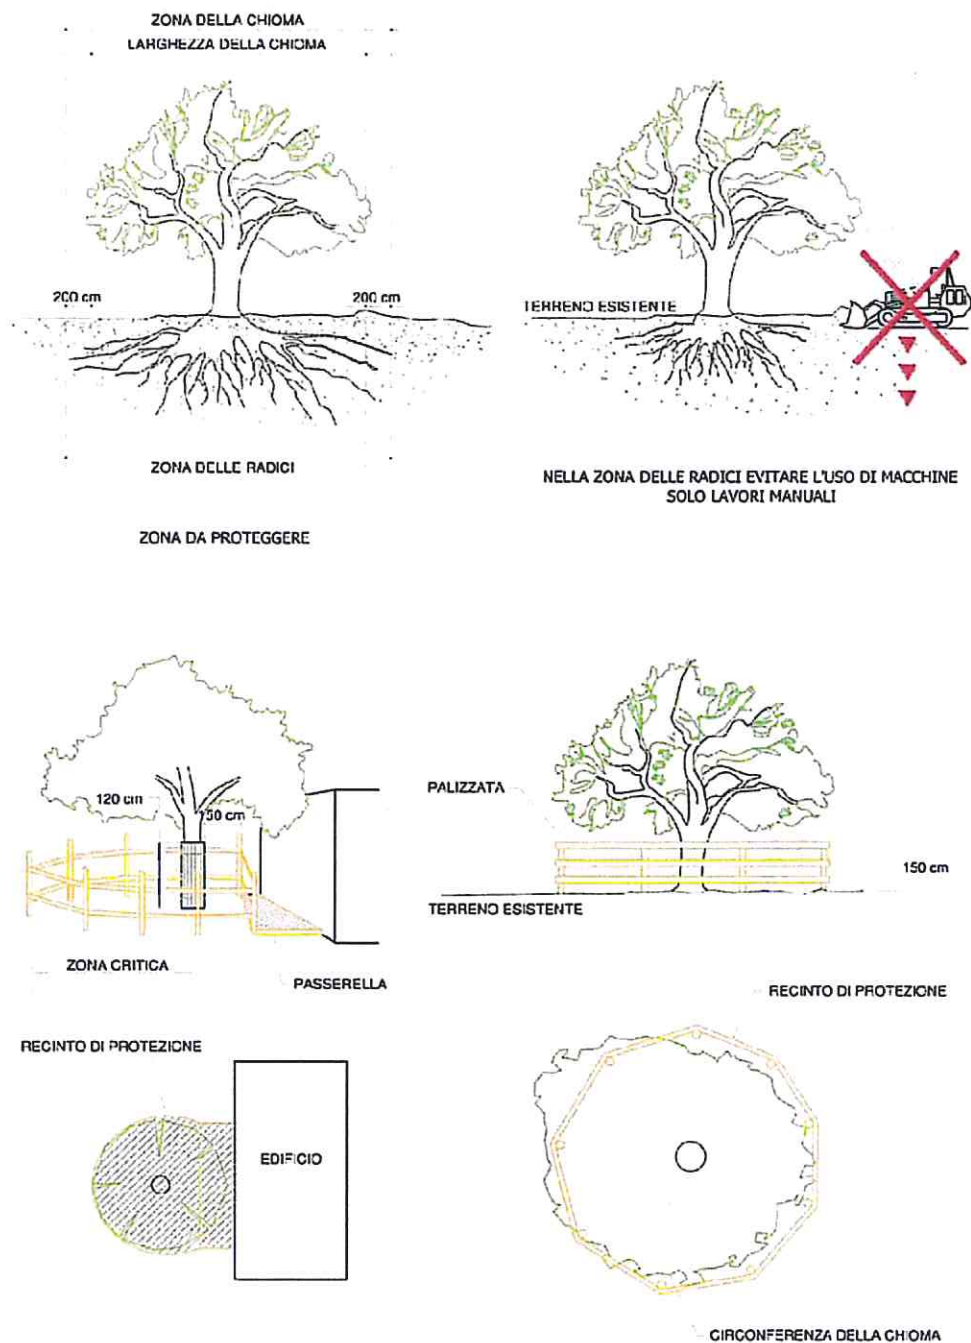 ZONA DELLA CHIOMA
LARGHEZZA DELLA CHIOMA
200 cm
200 cm
ZONA DELLE RADICI
ZONA DA PROTEGGERE
TERRENO ESISTENTE
NELLA ZONA DELLE RADICI EVITARE L'USO DI MACCHINE
SOLO LAVORI MANUALI
120 cm
50 cm
ZONA CRITICA
PASSERELLA
PALIZZATA
150 cm
TERRENO ESISTENTE
RECINTO DI PROTEZIONE
RECINTO DI PROTEZIONE
EDIFICIO
CIRCONFERENZA DELLA CHIOMA